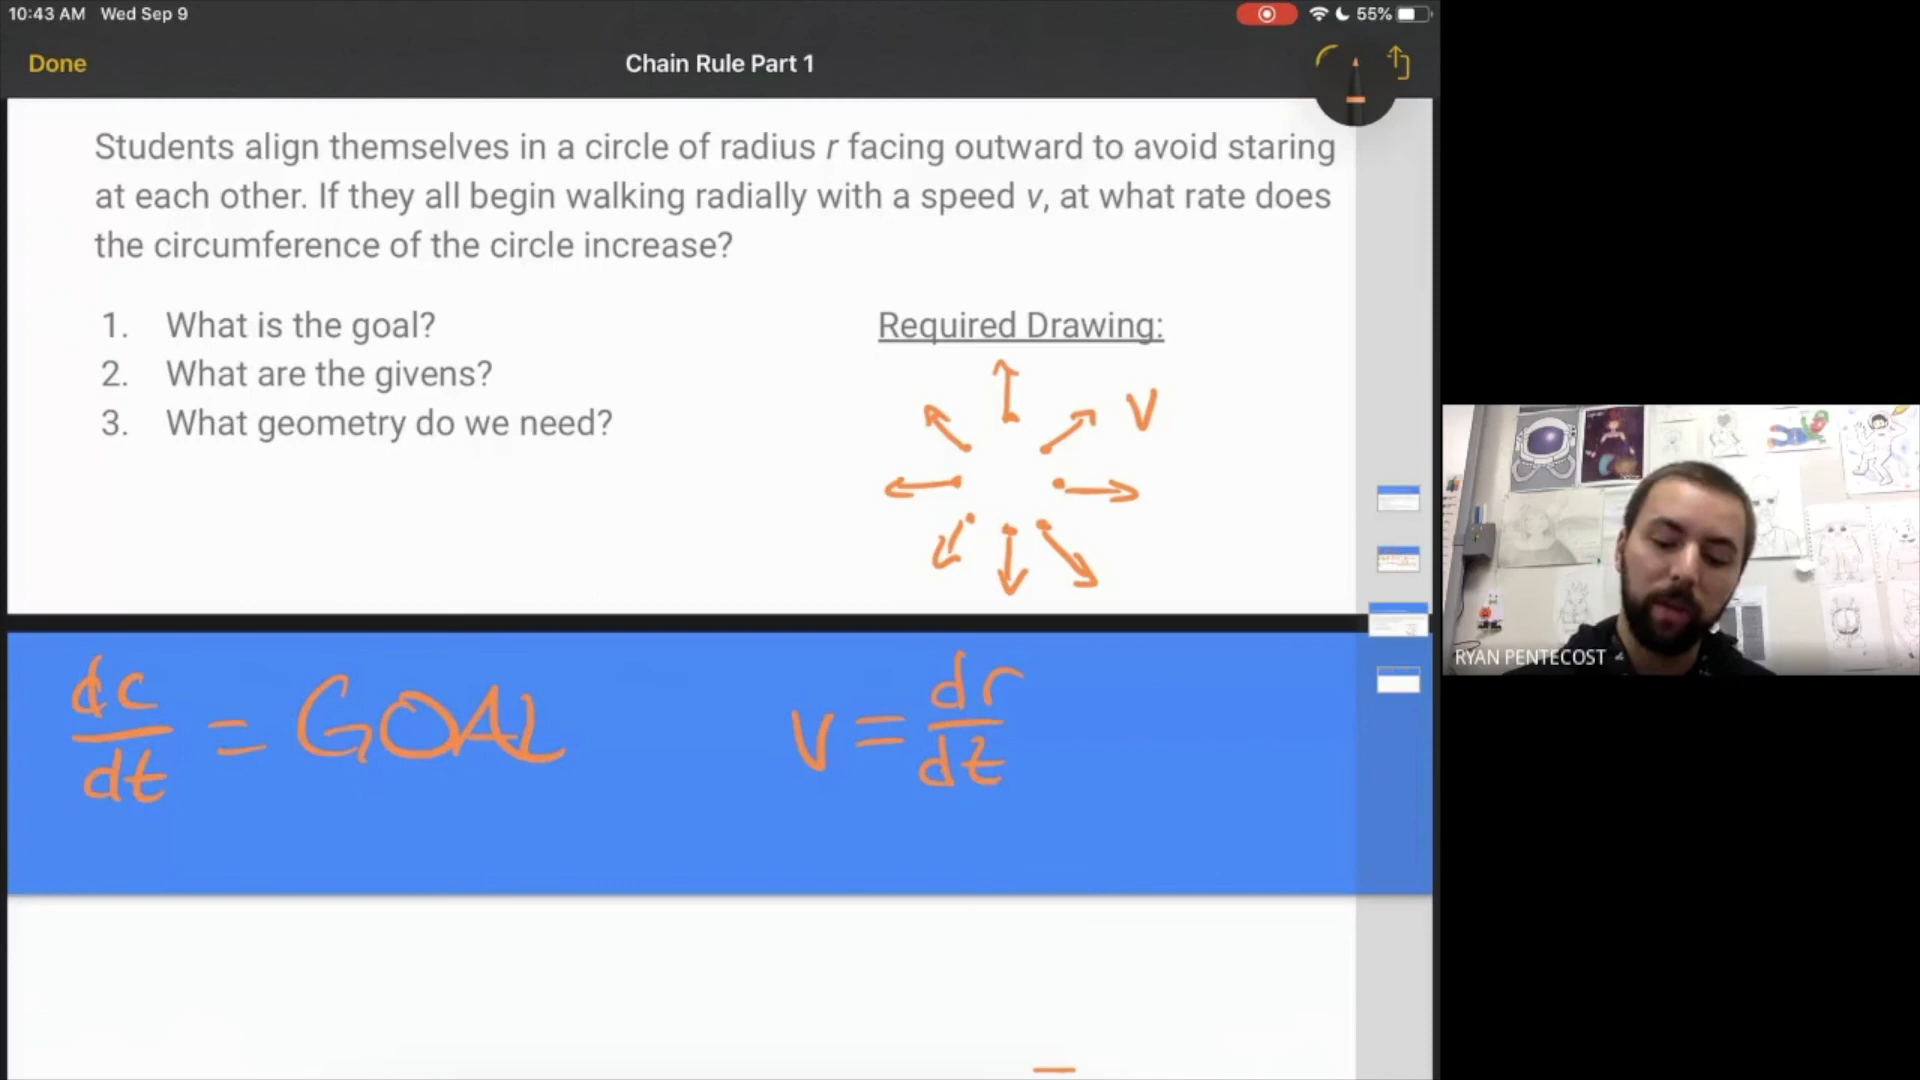 10:43 AM Wed Sep 9
55%
Done
Chain Rule Part 1
Students align themselves in a circle of radius r facing outward to avoid staring
at each other. If they all begin walking radially with a speed v, at what rate does
the circumference of the circle increase?
1. What is the goal?
2. What are the givens?
3. What geometry do we need?
Required Drawing:
V
dc/dt = GOAL
v = dr/dt
RYAN PENTECOST